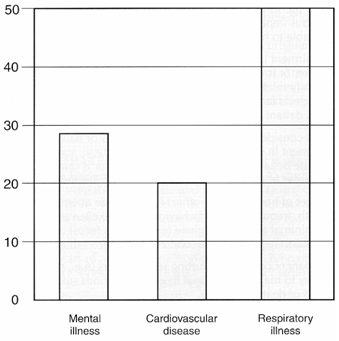 50
40
30
20
10
0
Mental
illness
Cardiovascular
disease
Respiratory
illness